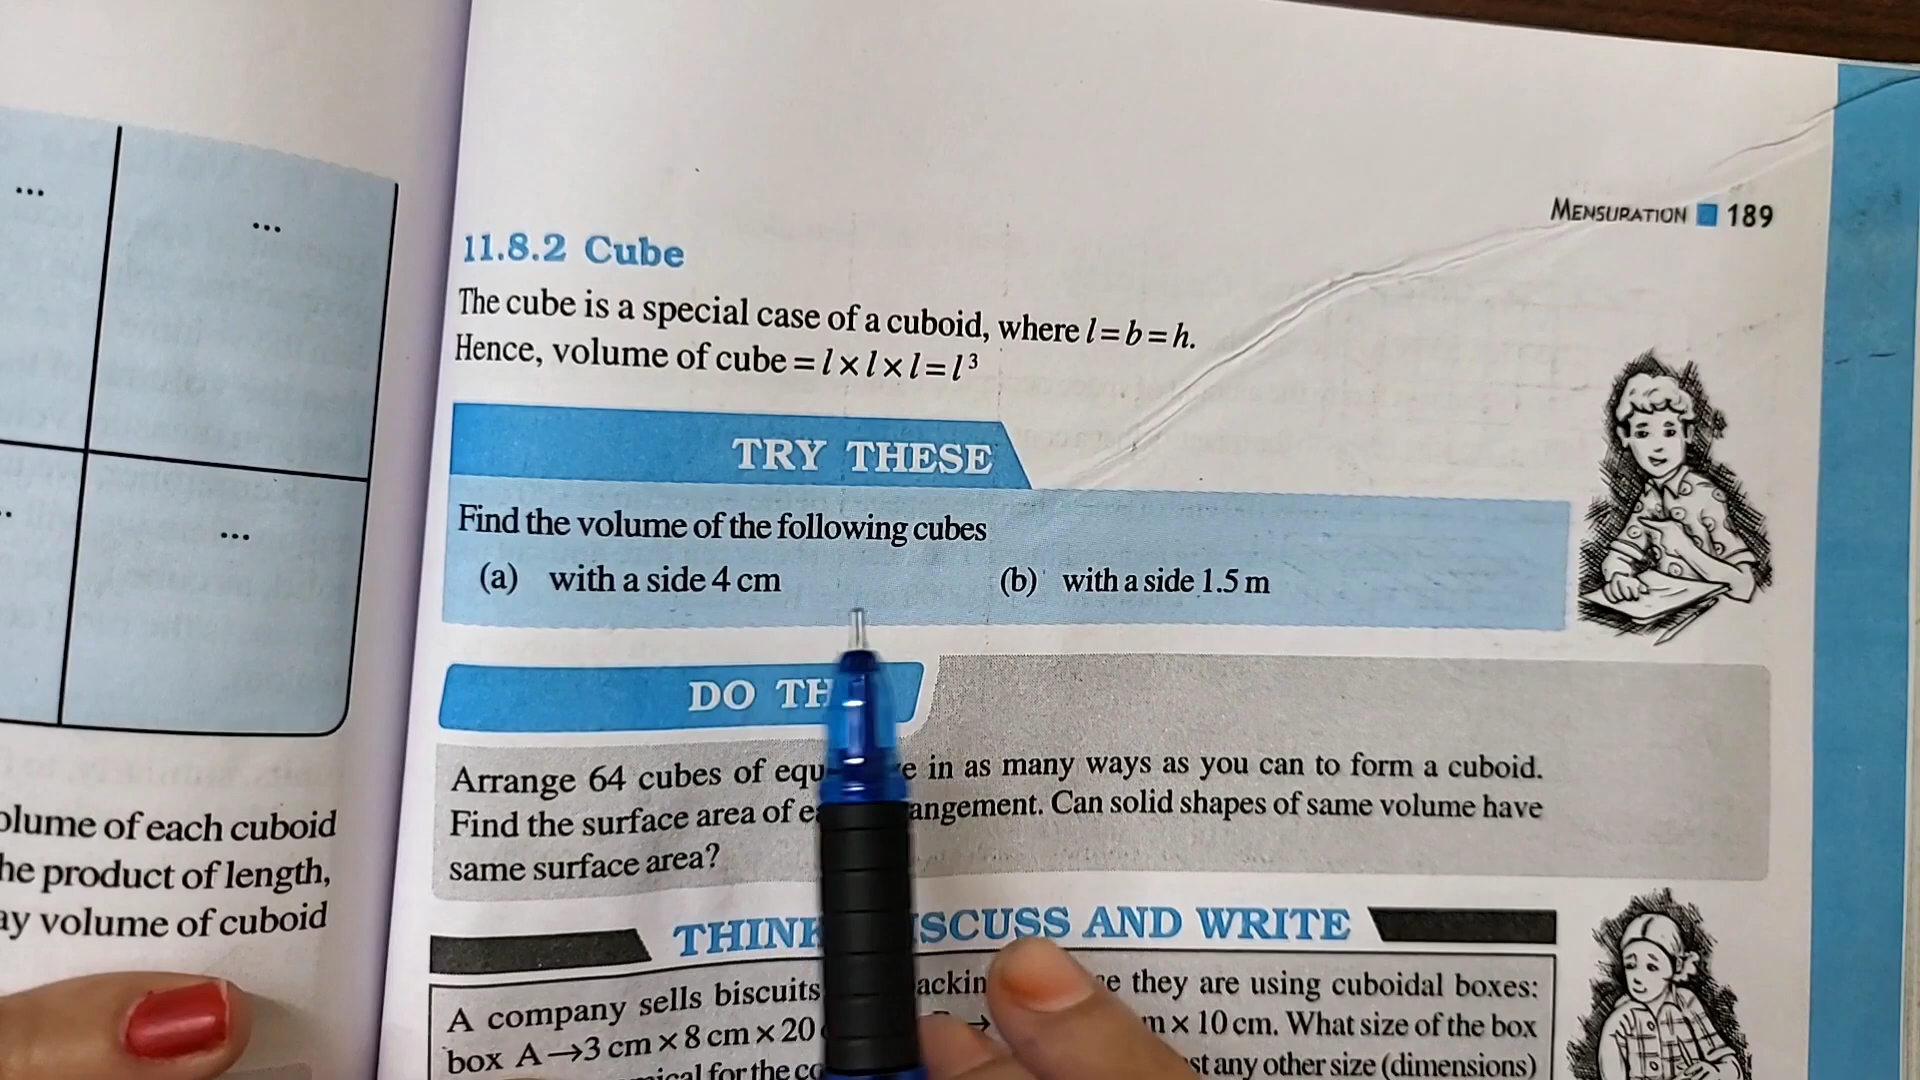 ...
...
..
...
olume of each cuboid
he product of length,
ay volume of cuboid
MENSURATION 189
11.8.2 Cube
The cube is a special case of a cuboid, where l = b = h.
Hence, volume of cube = l × l × l = l³
TRY THESE
Find the volume of the following cubes
(a) with a side 4 cm (b) with a side 1.5 m
DO TH
Arrange 64 cubes of equ e in as many ways as you can to form a cuboid.
Find the surface area of e angement. Can solid shapes of same volume have
same surface area?
THINK ISCUSS AND WRITE
A company sells biscuits ackin e they are using cuboidal boxes:
box A → 3 cm × 8 cm × 20 → m × 10 cm. What size of the box
ical for the co st any other size (dimensions)